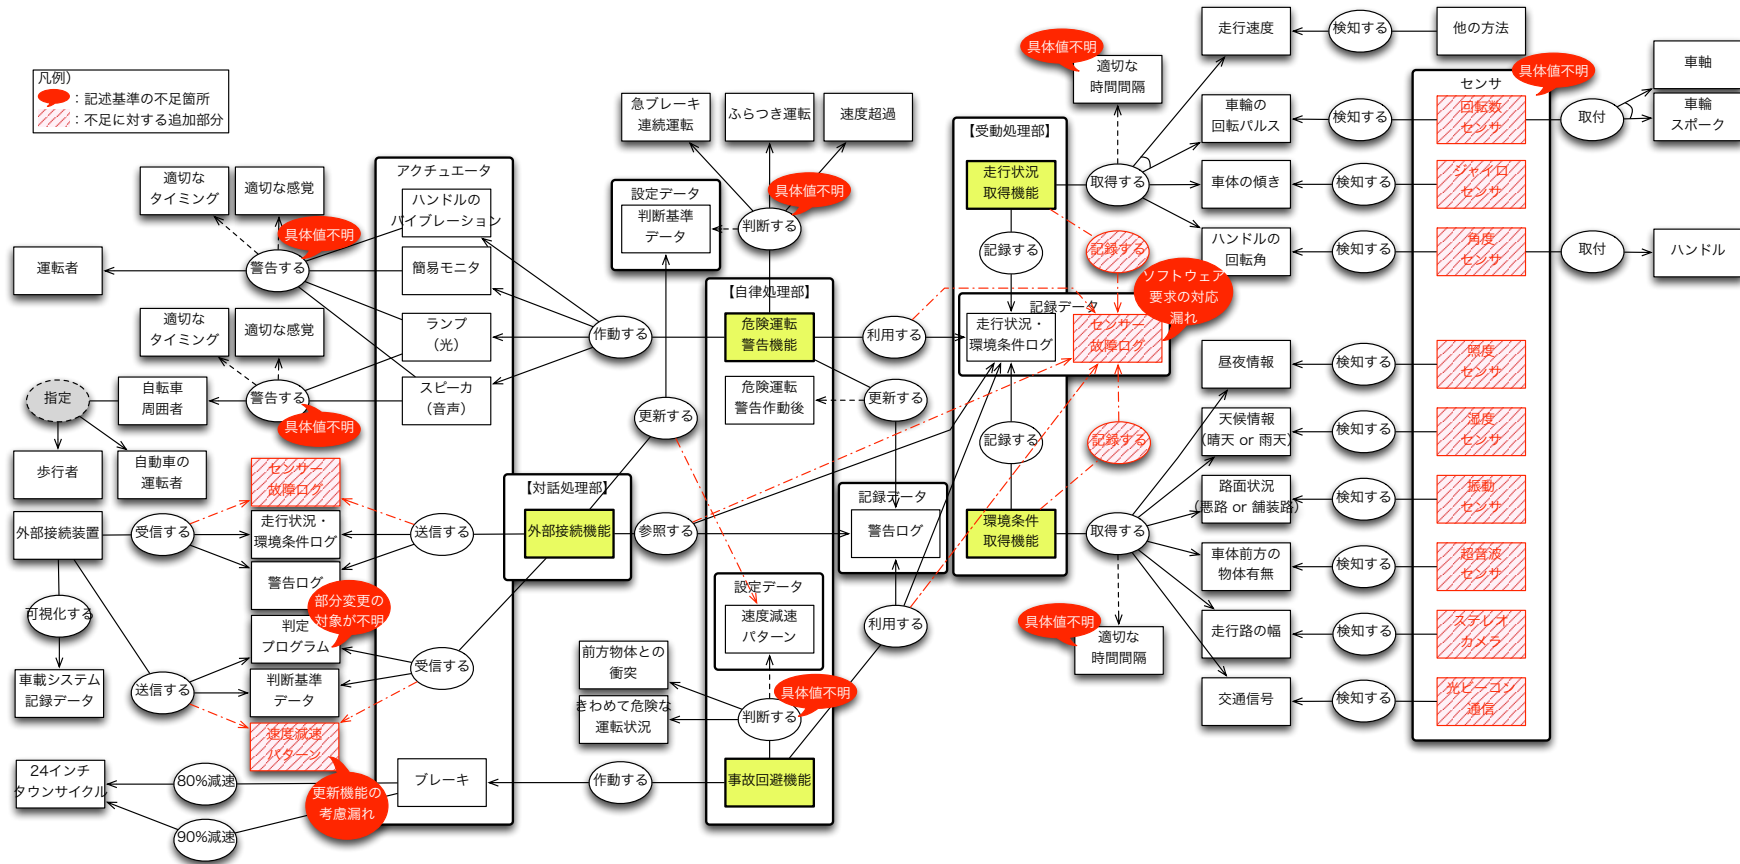 凡例）
：記述基準の不足箇所
：不足に対する追加部分
適切な
タイミング
適切な感覚
具体値不明
運転者
警告する
適切な
タイミング
適切な感覚
指定
自転車
周囲者
警告する
具体値不明
歩行者
自動車の
運転者
アクチュエータ
ハンドルの
バイブレーション
簡易モニタ
ランプ
（光）
スピーカ
（音声）
ブレーキ
センサー
故障ログ
外部接続装置
受信する
走行状況・
環境条件ログ
送信する
警告ログ
部分変更の
対象が不明
可視化する
判定
プログラム
受信する
車載システム
記録データ
送信する
判断基準
データ
速度減速
パターン
更新機能の
考慮漏れ
24インチ
タウンサイクル
80%減速
90%減速
【対話処理部】
外部接続機能
急ブレーキ
連続運転
ふらつき運転
速度超過
設定データ
判断基準
データ
判断する
具体値不明
【自律処理部】
危険運転
警告機能
作動する
利用する
危険運転
警告作動後
更新する
更新する
参照する
記録データ
警告ログ
設定データ
速度減速
パターン
利用する
前方物体との
衝突
きわめて危険な
運転状況
判断する
具体値不明
作動する
事故回避機能
【受動処理部】
走行状況
取得機能
取得する
記録する
記録する
ソフトウェア
要求の対応
漏れ
記録データ
走行状況・
環境条件ログ
センサー
故障ログ
記録する
記録する
環境条件
取得機能
取得する
具体値不明
適切な
時間間隔
具体値不明
適切な
時間間隔
走行速度
検知する
他の方法
車輪の
回転パルス
検知する
車体の傾き
検知する
ハンドルの
回転角
検知する
昼夜情報
検知する
天候情報
（晴天 or 雨天）
検知する
路面状況
（悪路 or 舗装路）
検知する
車体前方の
物体有無
検知する
走行路の幅
検知する
交通信号
検知する
センサ
具体値不明
回転数
センサ
ジャイロ
センサ
角度
センサ
照度
センサ
湿度
センサ
振動
センサ
超音波
センサ
ステレオ
カメラ
光ビーコン
通信
取付
車軸
車輪
スポーク
取付
ハンドル